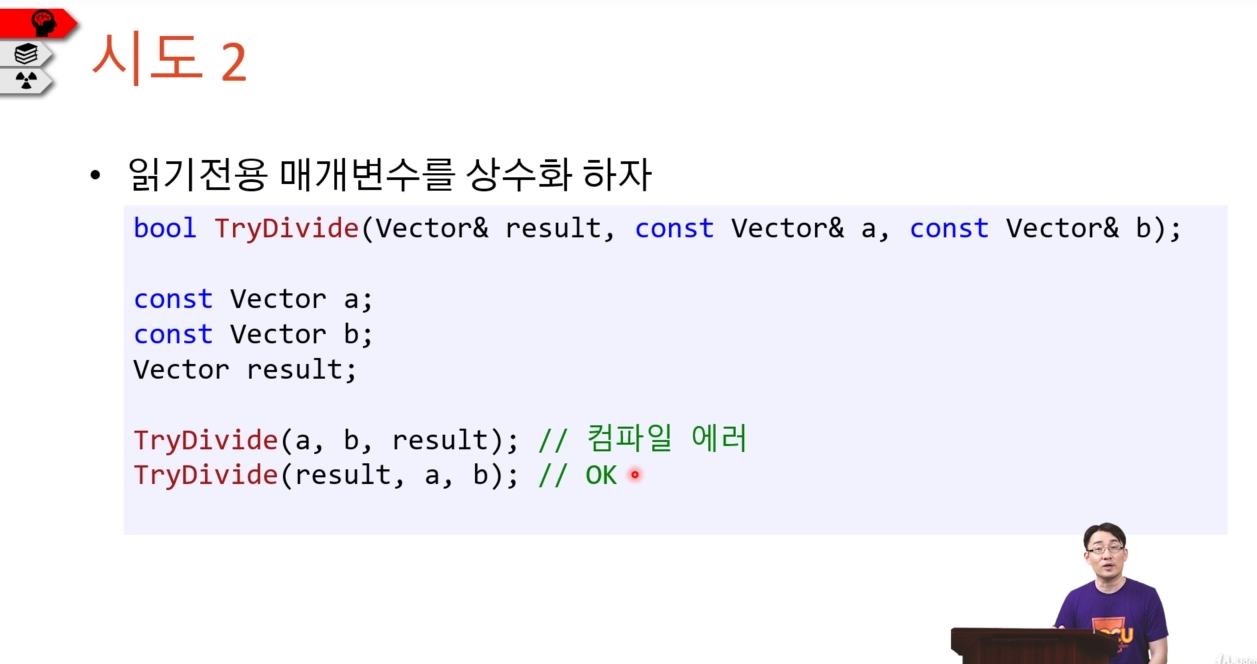 시도 2
• 읽기전용 매개변수를 상수화 하자
bool TryDivide(Vector& result, const Vector& a, const Vector& b);
const Vector a;
const Vector b;
Vector result;
TryDivide(a, b, result); // 컴파일 에러
TryDivide(result, a, b); // OK